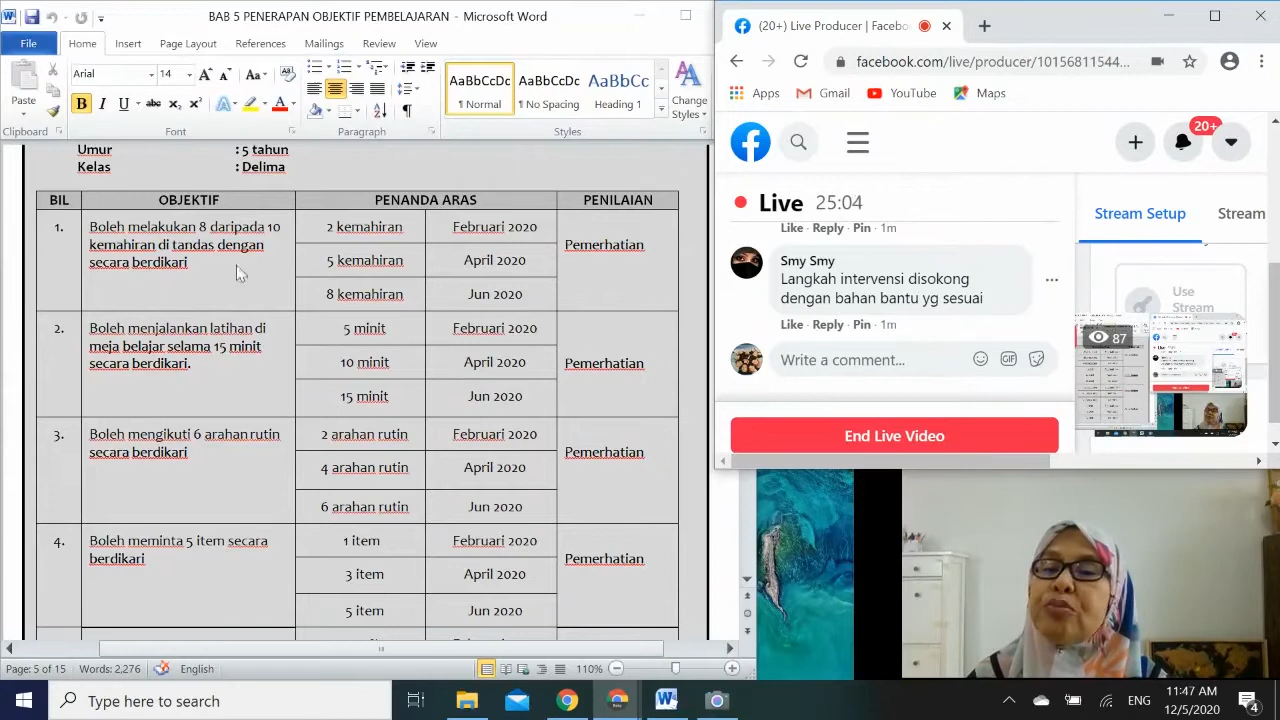 BAB 5 PENERAPAN OBJEKTIF PEMBELAJARAN - Microsoft Word
File Home Insert Page Layout References Mailings Review View
Paste
Arial 14
Aa
B I U abc x₂ x²
AaBbCcDc AaBbCcDc AaBbCc
¶ Normal ¶ No Spacing Heading 1
Change
Styles
Clipboard Font Paragraph Styles
Umur : 5 tahun
Kelas : Delima
BIL OBJEKTIF PENANDA ARAS PENILAIAN
1. Boleh melakukan 8 daripada 10
kemahiran di tandas dengan
secara berdikari
2 kemahiran Februari 2020
5 kemahiran April 2020
8 kemahiran Jun 2020
Pemerhatian
2. Boleh menjalankan latihan di
meja belajar selama 15 minit
secara berdikari.
5 minit Februari 2020
10 minit April 2020
15 minit Jun 2020
Pemerhatian
3. Boleh mengikuti 6 arahan rutin
secara berdikari
2 arahan rutin Februari 2020
4 arahan rutin April 2020
6 arahan rutin Jun 2020
Pemerhatian
4. Boleh meminta 5 item secara
berdikari
1 item Februari 2020
3 item April 2020
5 item Jun 2020
Pemerhatian
Page: 5 of 15 Words: 2,276 English 110%
(20+) Live Producer | Facebo
facebook.com/live/producer/10156811544...
Apps Gmail YouTube Maps
20+
Live 25:04
Like · Reply · Pin · 1m
Smy Smy
Langkah intervensi disokong
dengan bahan bantu yg sesuai
Like · Reply · Pin · 1m
Write a comment...
GIF
End Live Video
Stream Setup Stream
Use
Stream
87
Type here to search
ENG
11:47 AM
12/5/2020
4